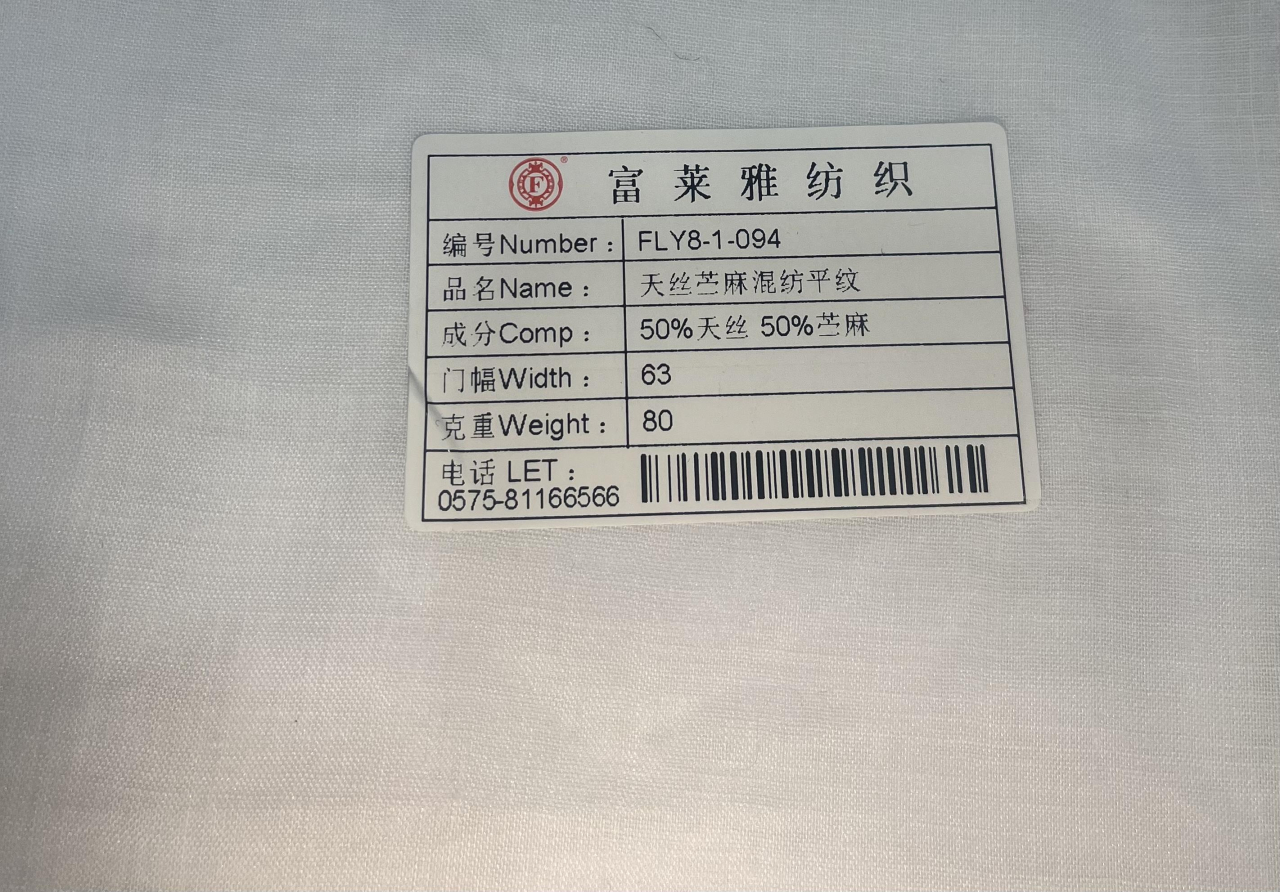 F
®
富莱雅纺织
编号Number： FLY8-1-094
品名Name： 天丝苎麻混纺平纹
成分Comp： 50%天丝 50%苎麻
门幅Width： 63
克重Weight： 80
电话 LET：
0575-81166566